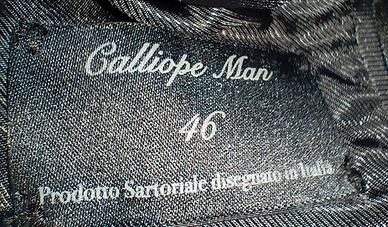 Calliope Man
46
Prodotto Sartoriale disegnato in Italia